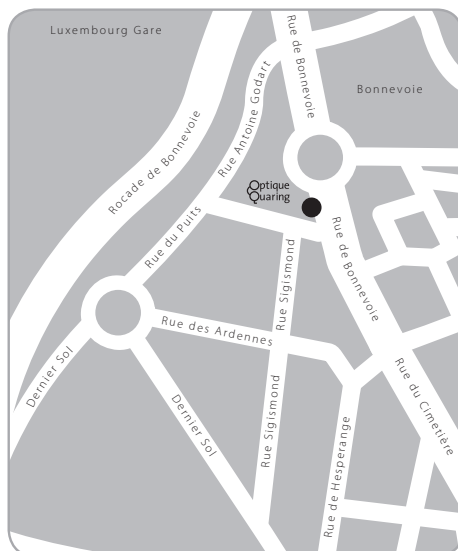 Luxembourg Gare
Rue de Bonnevoie
Bonnevoie
Rue Antoine Godart
Rocade de Bonnevoie
Optique
Quaring
Rue du Puits
Rue de Bonnevoie
Rue Sigismond
Rue des Ardennes
Dernier Sol
Rue du Cimetière
Dernier Sol
Rue Sigismond
Rue de Hesperange